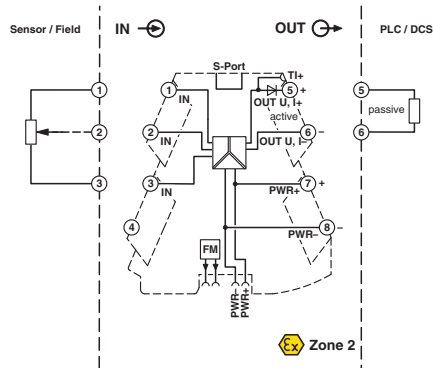 Sensor / Field
IN
OUT
PLC / DCS
S-Port
TI+
1
1
IN
5
+
5
OUT U, I+
active
passive
2
2
IN
6
–
6
OUT U, I–
3
3
IN
7
+
PWR+
4
8
–
PWR–
FM
PWR–
PWR+
Ex
Zone 2